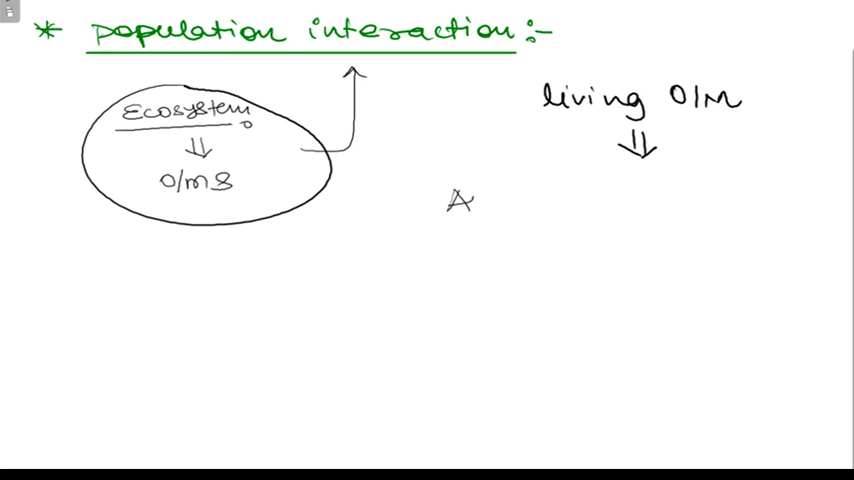 * population interaction :-
Ecosystem
O/MS
living O/M
A